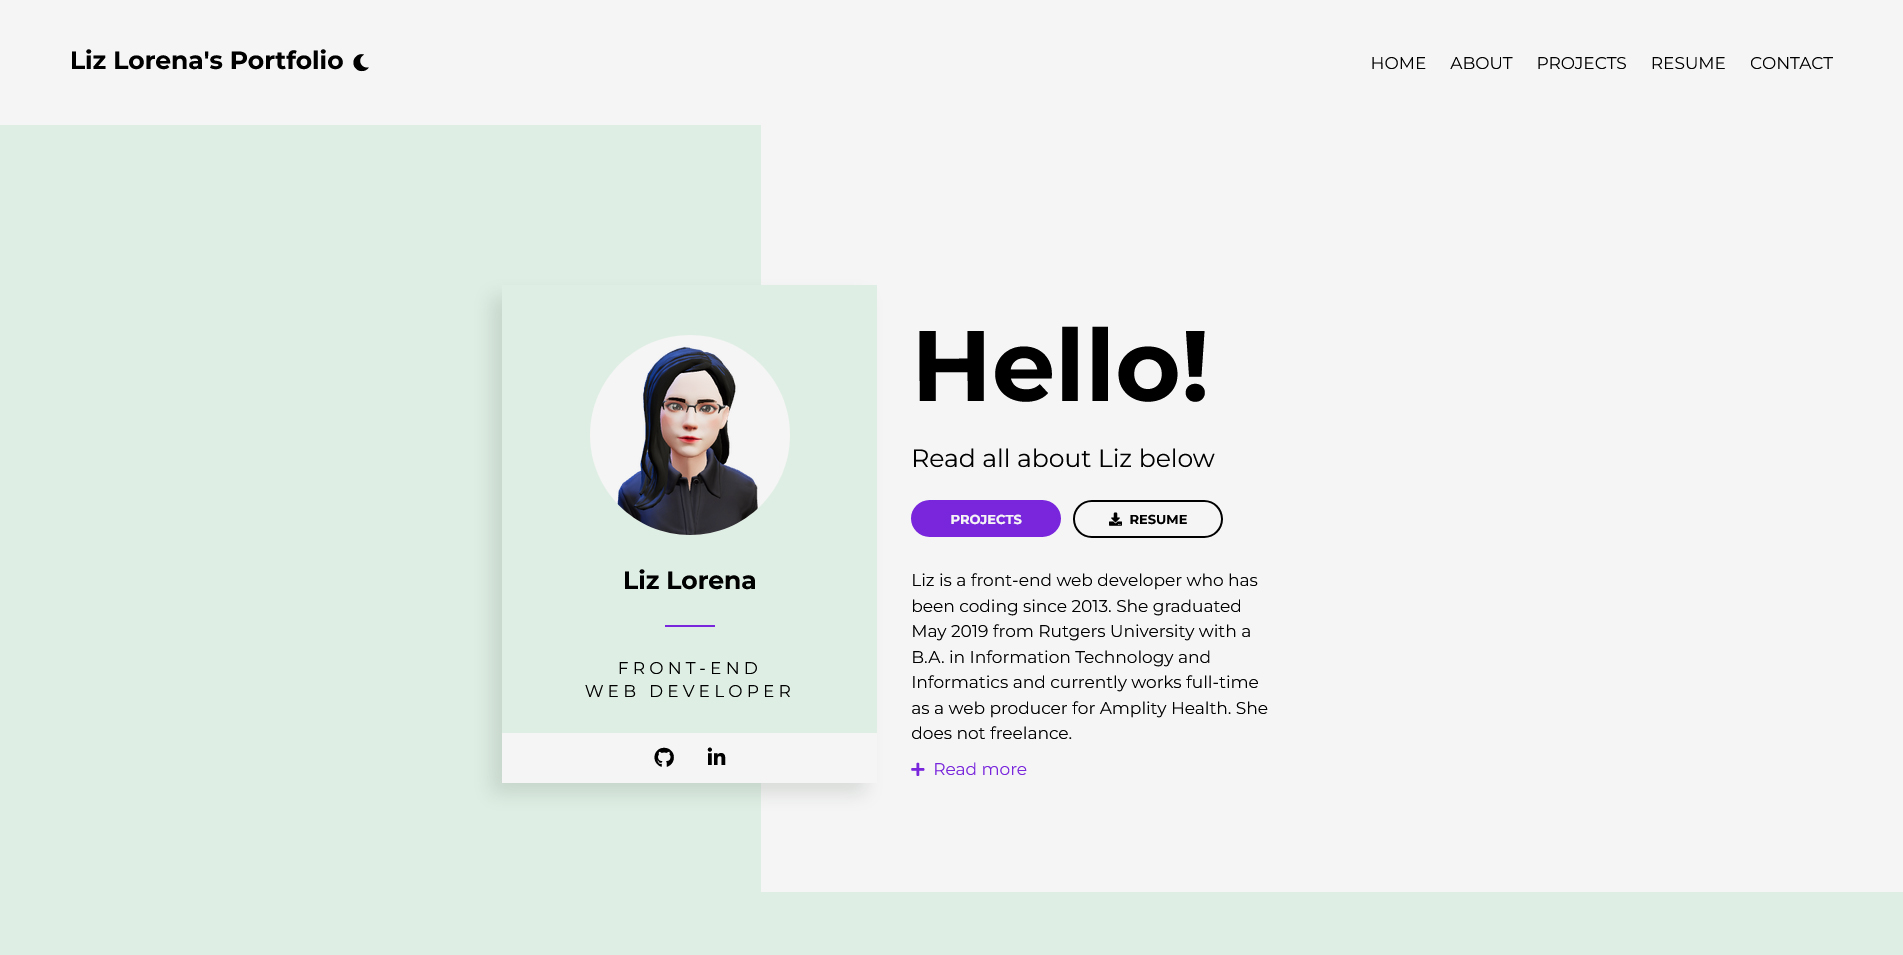 Liz Lorena's Portfolio
HOME ABOUT PROJECTS RESUME CONTACT
Liz Lorena
FRONT-END
WEB DEVELOPER
Hello!
Read all about Liz below
PROJECTS RESUME
Liz is a front-end web developer who has
been coding since 2013. She graduated
May 2019 from Rutgers University with a
B.A. in Information Technology and
Informatics and currently works full-time
as a web producer for Amplity Health. She
does not freelance.
Read more